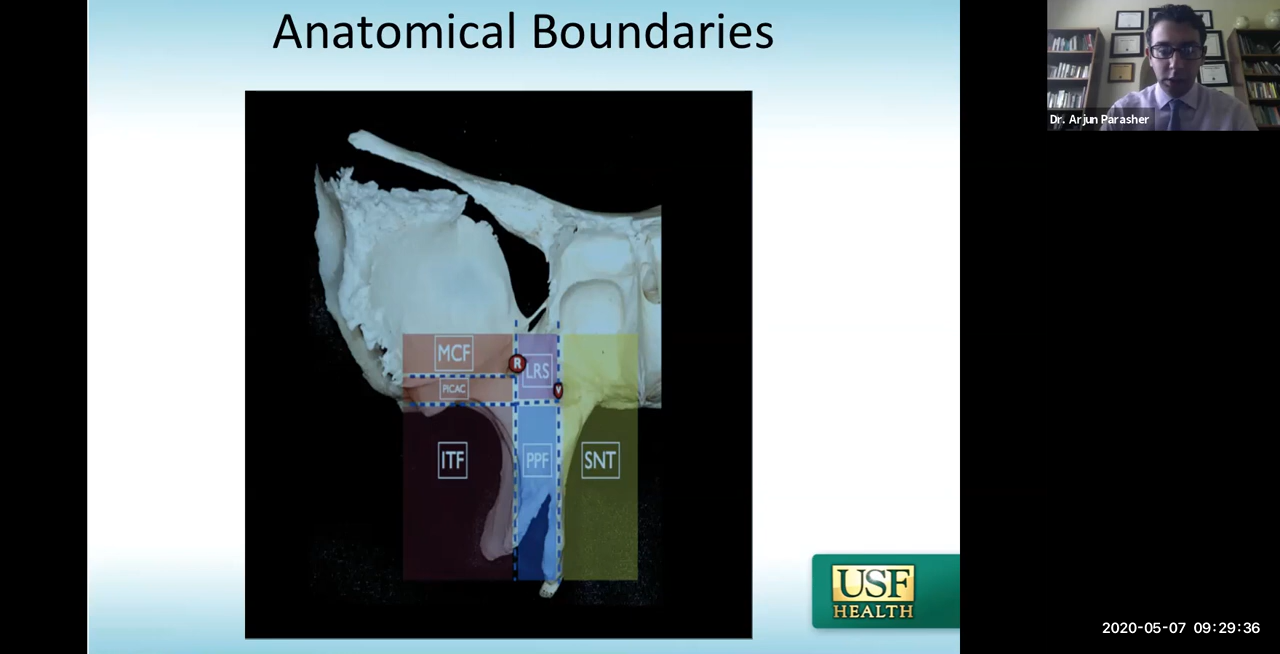 Anatomical Boundaries
Dr. Arjun Parasher
MCF
R
LRS
PICAC
V
ITF
PPF
SNT
USF
HEALTH
2020-05-07 09:29:36